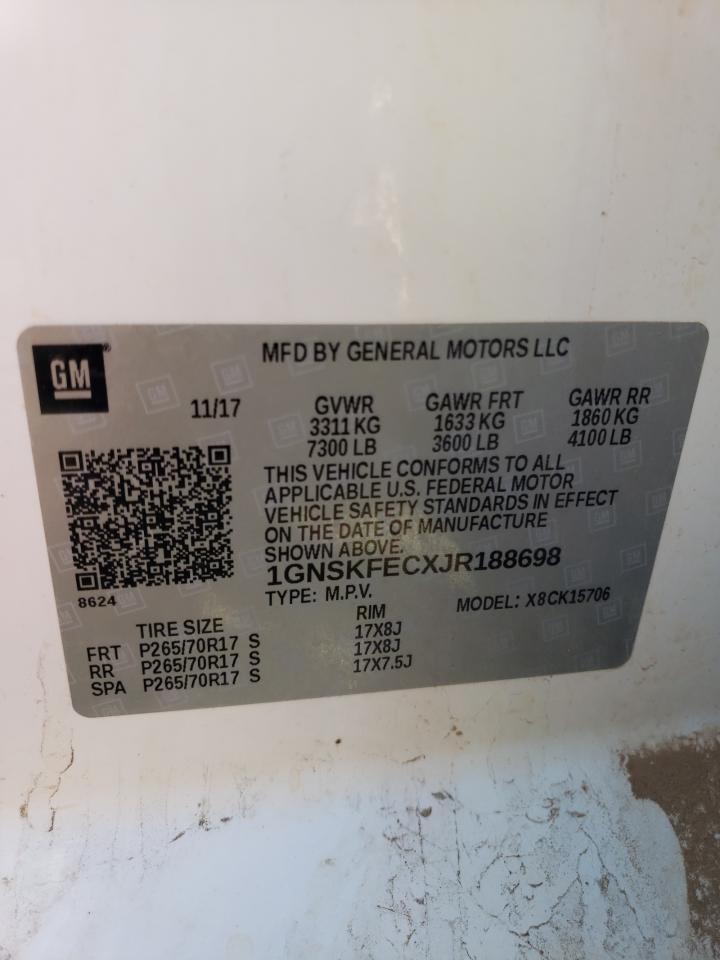 GM
MFD BY GENERAL MOTORS LLC
11/17 GVWR GAWR FRT GAWR RR
3311 KG 1633 KG 1860 KG
7300 LB 3600 LB 4100 LB
THIS VEHICLE CONFORMS TO ALL
APPLICABLE U.S. FEDERAL MOTOR
VEHICLE SAFETY STANDARDS IN EFFECT
ON THE DATE OF MANUFACTURE
SHOWN ABOVE.
1GNSKFECXJR188698
8624
TYPE: M.P.V. MODEL: X8CK15706
TIRE SIZE RIM
FRT P265/70R17 S 17X8J
RR P265/70R17 S 17X8J
SPA P265/70R17 S 17X7.5J